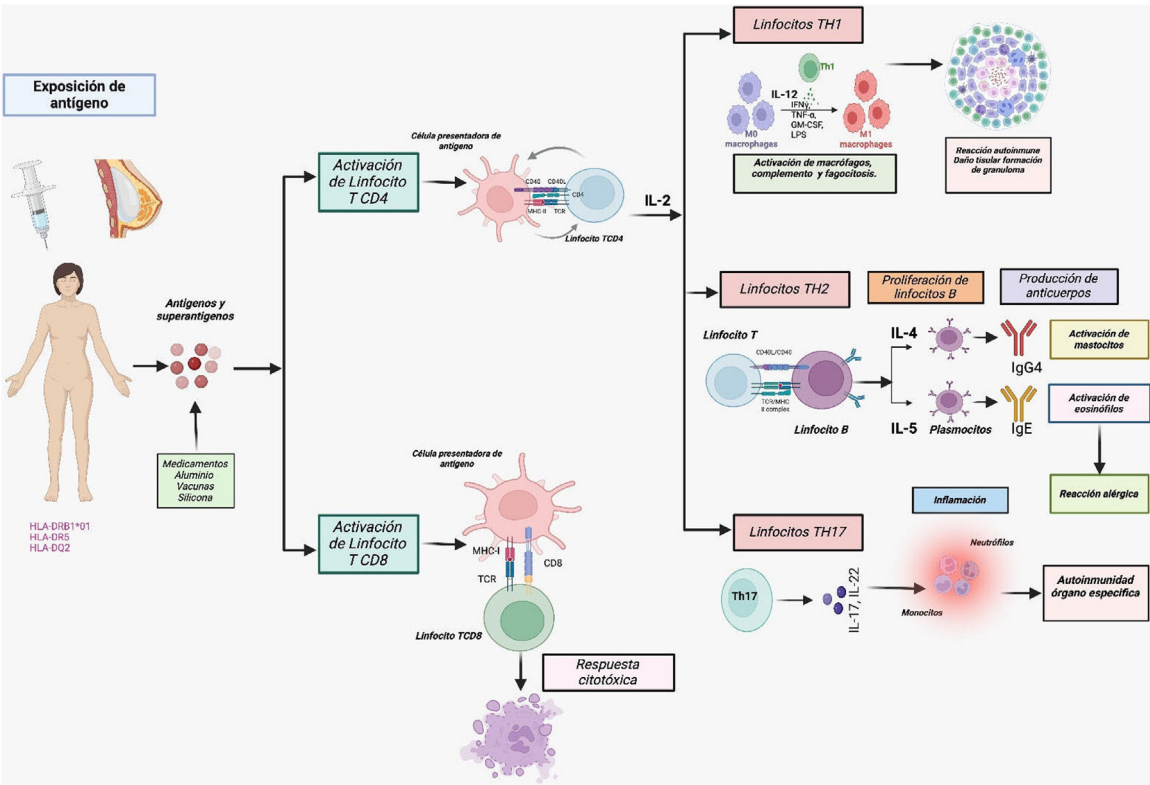 Exposición de
antígeno
Antígenos y
superantígenos
Medicamentos
Aluminio
Vacunas
Silicona
HLA-DRB1*01
HLA-DR5
HLA-DQ2
Activación
de Linfocito
T CD4
Célula presentadora de
antígeno
CD40 CD40L
CD4
MHC-II TCR
Linfocito TCD4
IL-2
Activación
de Linfocito
T CD8
Célula presentadora de
antígeno
MHC-I
CD8
TCR
Linfocito TCD8
Respuesta
citotóxica
Linfocitos TH1
Th1
IL-12
IFNγ,
TNF-α,
GM-CSF,
LPS
M0
macrophages
M1
macrophages
Activación de macrófagos,
complemento y fagocitosis.
Reacción autoinmune
Daño tisular formación
de granuloma
Linfocitos TH2
Proliferación de
linfocitos B
Producción de
anticuerpos
Linfocito T
CD40L/CD40
TCR/MHC
II complex
Linfocito B
IL-4
IL-5
Plasmocitos
IgG4
IgE
Activación de
mastocitos
Activación de
eosinófilos
Reacción alérgica
Linfocitos TH17
Th17
IL-17, IL-22
Inflamación
Neutrófilos
Monocitos
Autoinmunidad
órgano especifica